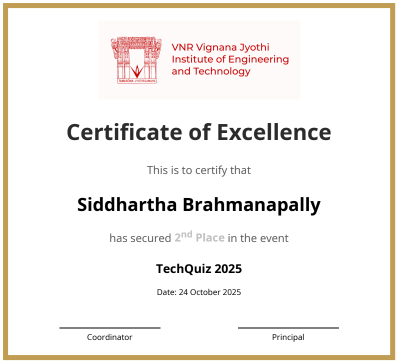 VNR Vignana Jyothi
Institute of Engineering
and Technology
Certificate of Excellence
This is to certify that
Siddhartha Brahmanapally
has secured 2nd Place in the event
TechQuiz 2025
Date: 24 October 2025
Coordinator
Principal